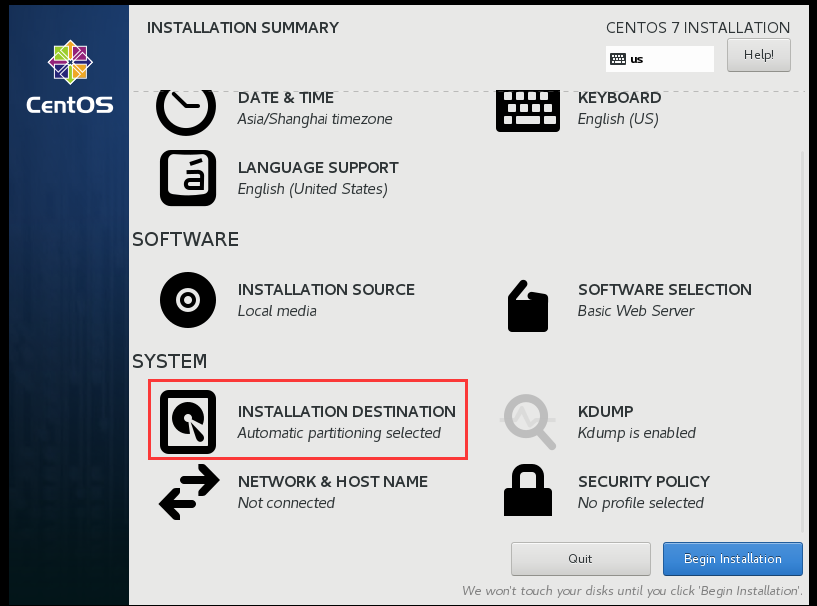 INSTALLATION SUMMARY
CENTOS 7 INSTALLATION
us
Help!
CentOS
DATE & TIME
Asia/Shanghai timezone
KEYBOARD
English (US)
á
LANGUAGE SUPPORT
English (United States)
SOFTWARE
INSTALLATION SOURCE
Local media
SOFTWARE SELECTION
Basic Web Server
SYSTEM
INSTALLATION DESTINATION
Automatic partitioning selected
KDUMP
Kdump is enabled
NETWORK & HOST NAME
Not connected
SECURITY POLICY
No profile selected
Quit
Begin Installation
We won't touch your disks until you click 'Begin Installation'.